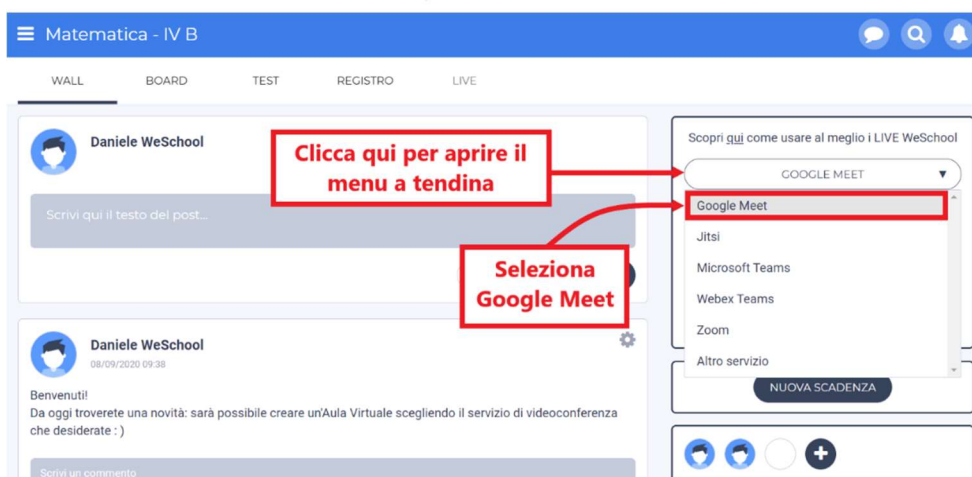 Matematica - IV B
WALL
BOARD
TEST
REGISTRO
LIVE
Daniele WeSchool
Scrivi qui il testo del post...
Clicca qui per aprire il
menu a tendina
Seleziona
Google Meet
Daniele WeSchool
08/09/2020 09:38
Benvenuti!
Da oggi troverete una novità: sarà possibile creare un'Aula Virtuale scegliendo il servizio di videoconferenza
che desiderate : )
Scrivi un commento
Scopri qui come usare al meglio i LIVE WeSchool
GOOGLE MEET
Google Meet
Jitsi
Microsoft Teams
Webex Teams
Zoom
Altro servizio
NUOVA SCADENZA